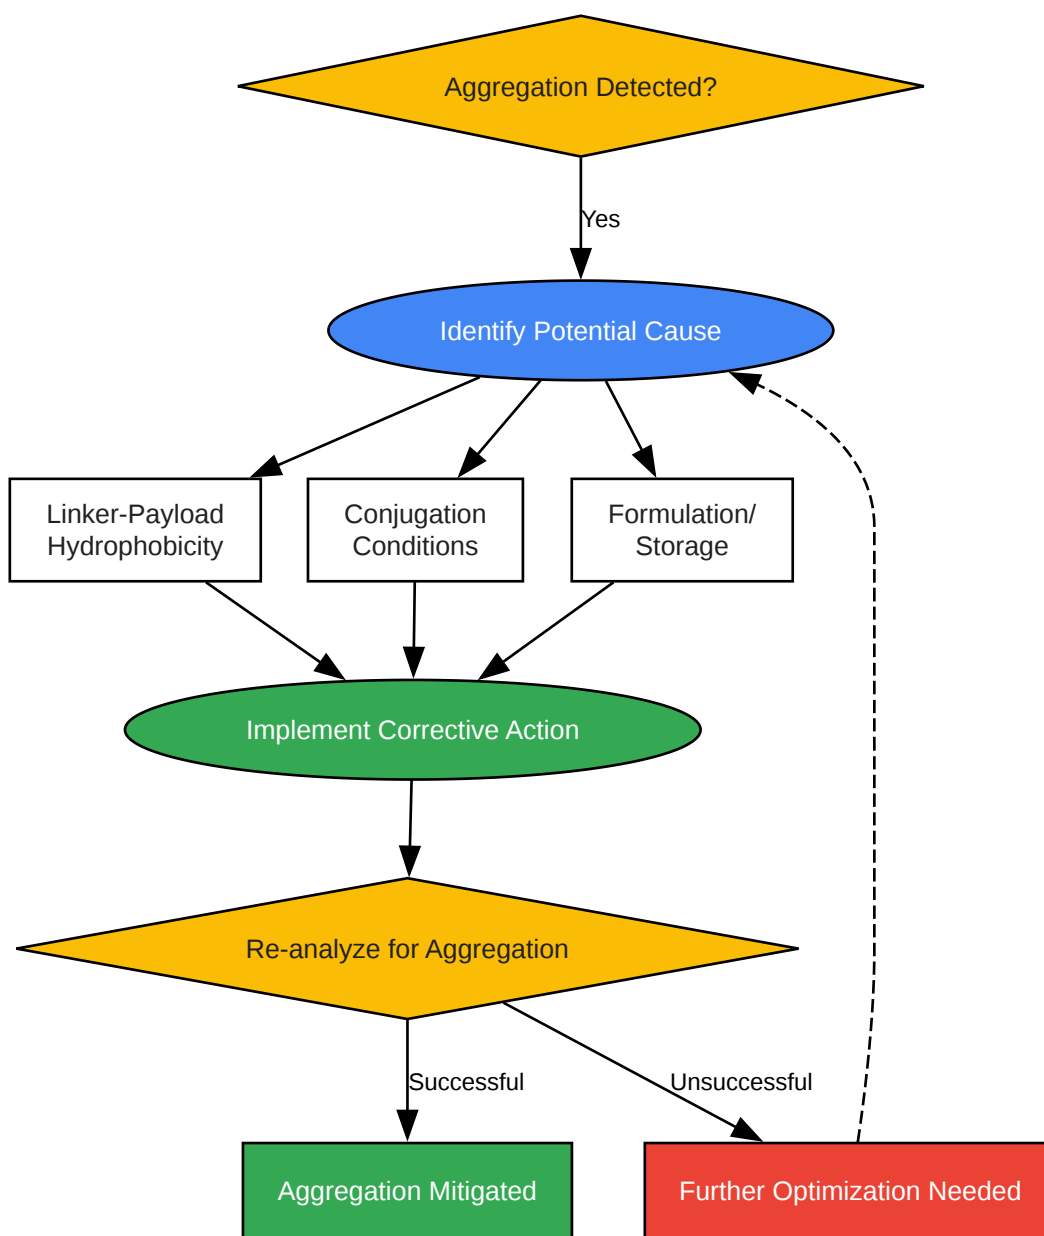 Aggregation Detected?
Yes
Identify Potential Cause
Linker-Payload
Hydrophobicity
Conjugation
Conditions
Formulation/
Storage
Implement Corrective Action
Re-analyze for Aggregation
Successful
Unsuccessful
Aggregation Mitigated
Further Optimization Needed